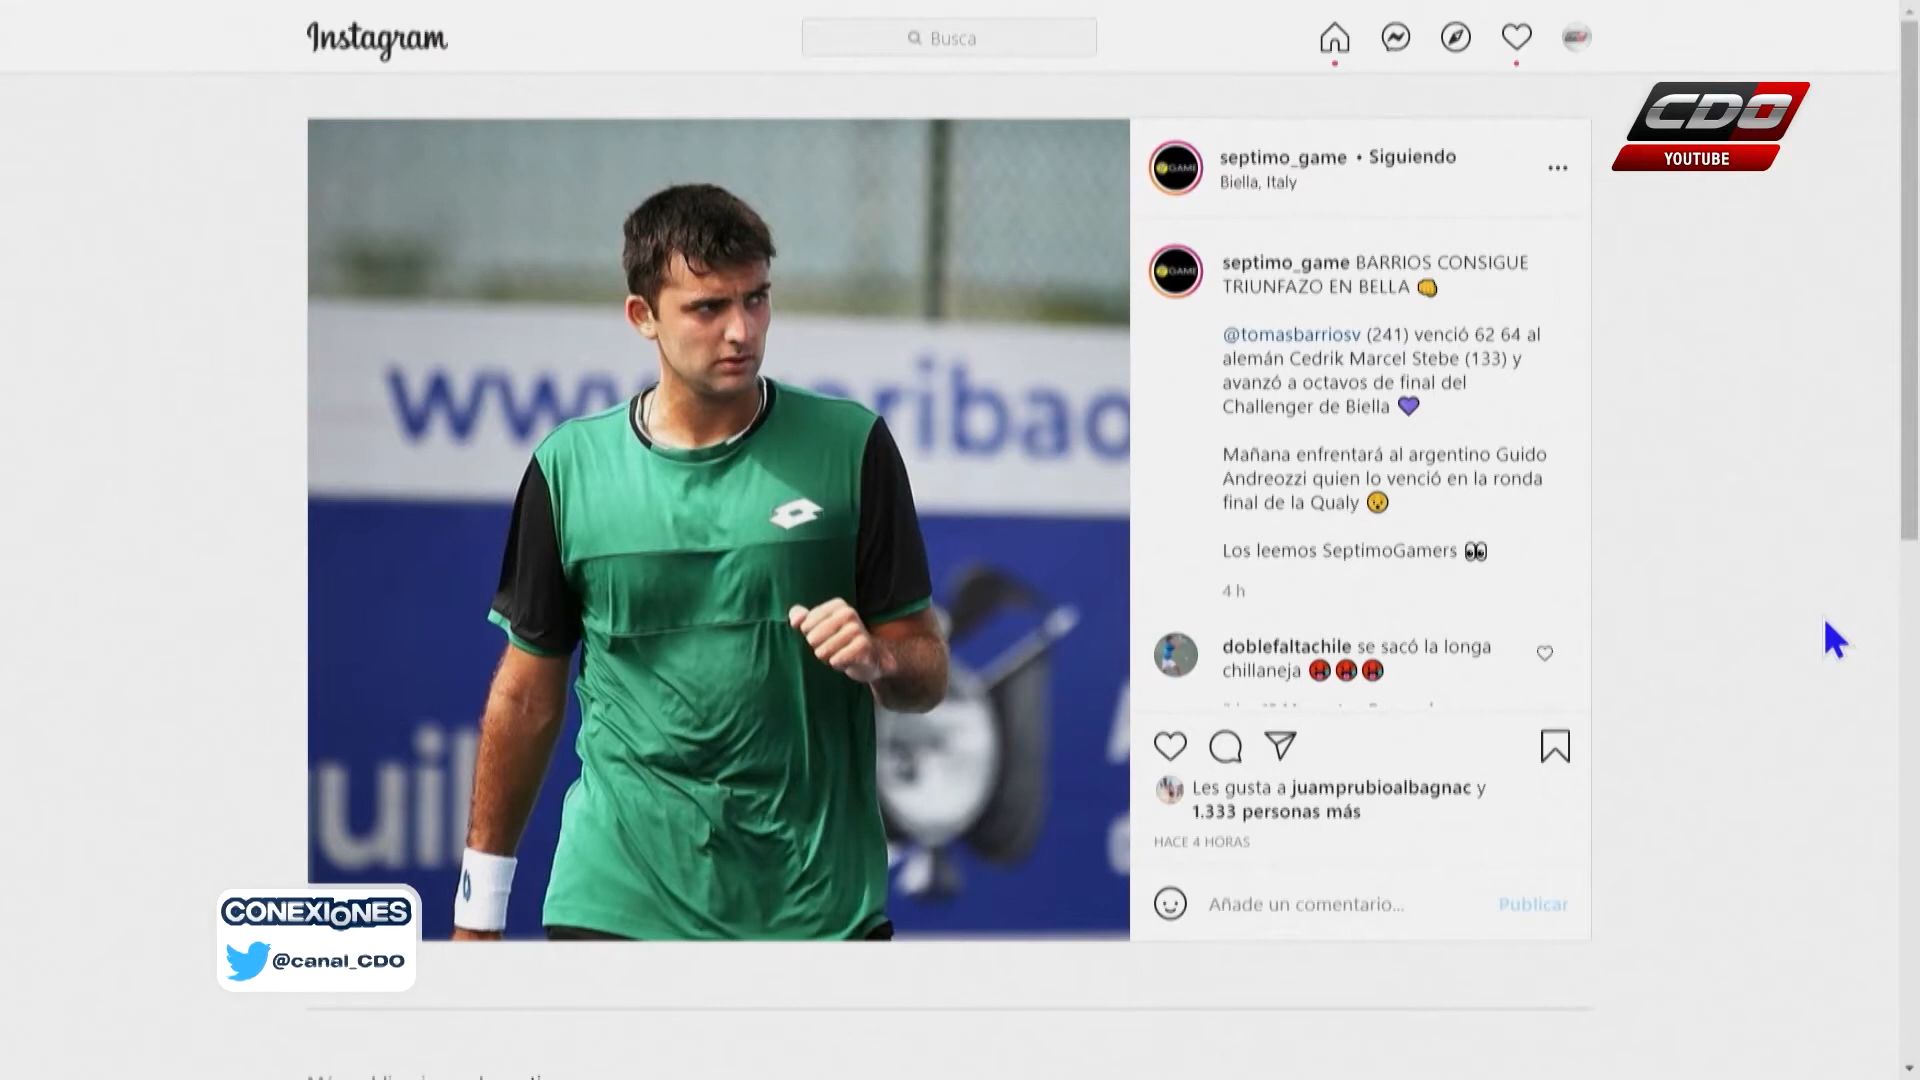 Instagram
Busca
CDO
YOUTUBE
septimo_game • Siguiendo
Biella, Italy
GAME
septimo_game BARRIOS CONSIGUE
TRIUNFAZO EN BELLA 👊
GAME
@tomasbarriosv (241) venció 62 64 al
alemán Cedrik Marcel Stebe (133) y
avanzó a octavos de final del
Challenger de Biella 💜
Mañana enfrentará al argentino Guido
Andreozzi quien lo venció en la ronda
final de la Qualy 😮
Los leemos SeptimoGamers 👀
4 h
doblefaltachile se sacó la longa
chillaneja
Les gusta a juamprubioalbagnac y
1.333 personas más
HACE 4 HORAS
Añade un comentario... Publicar
CONEXIONES
@canal_CDO